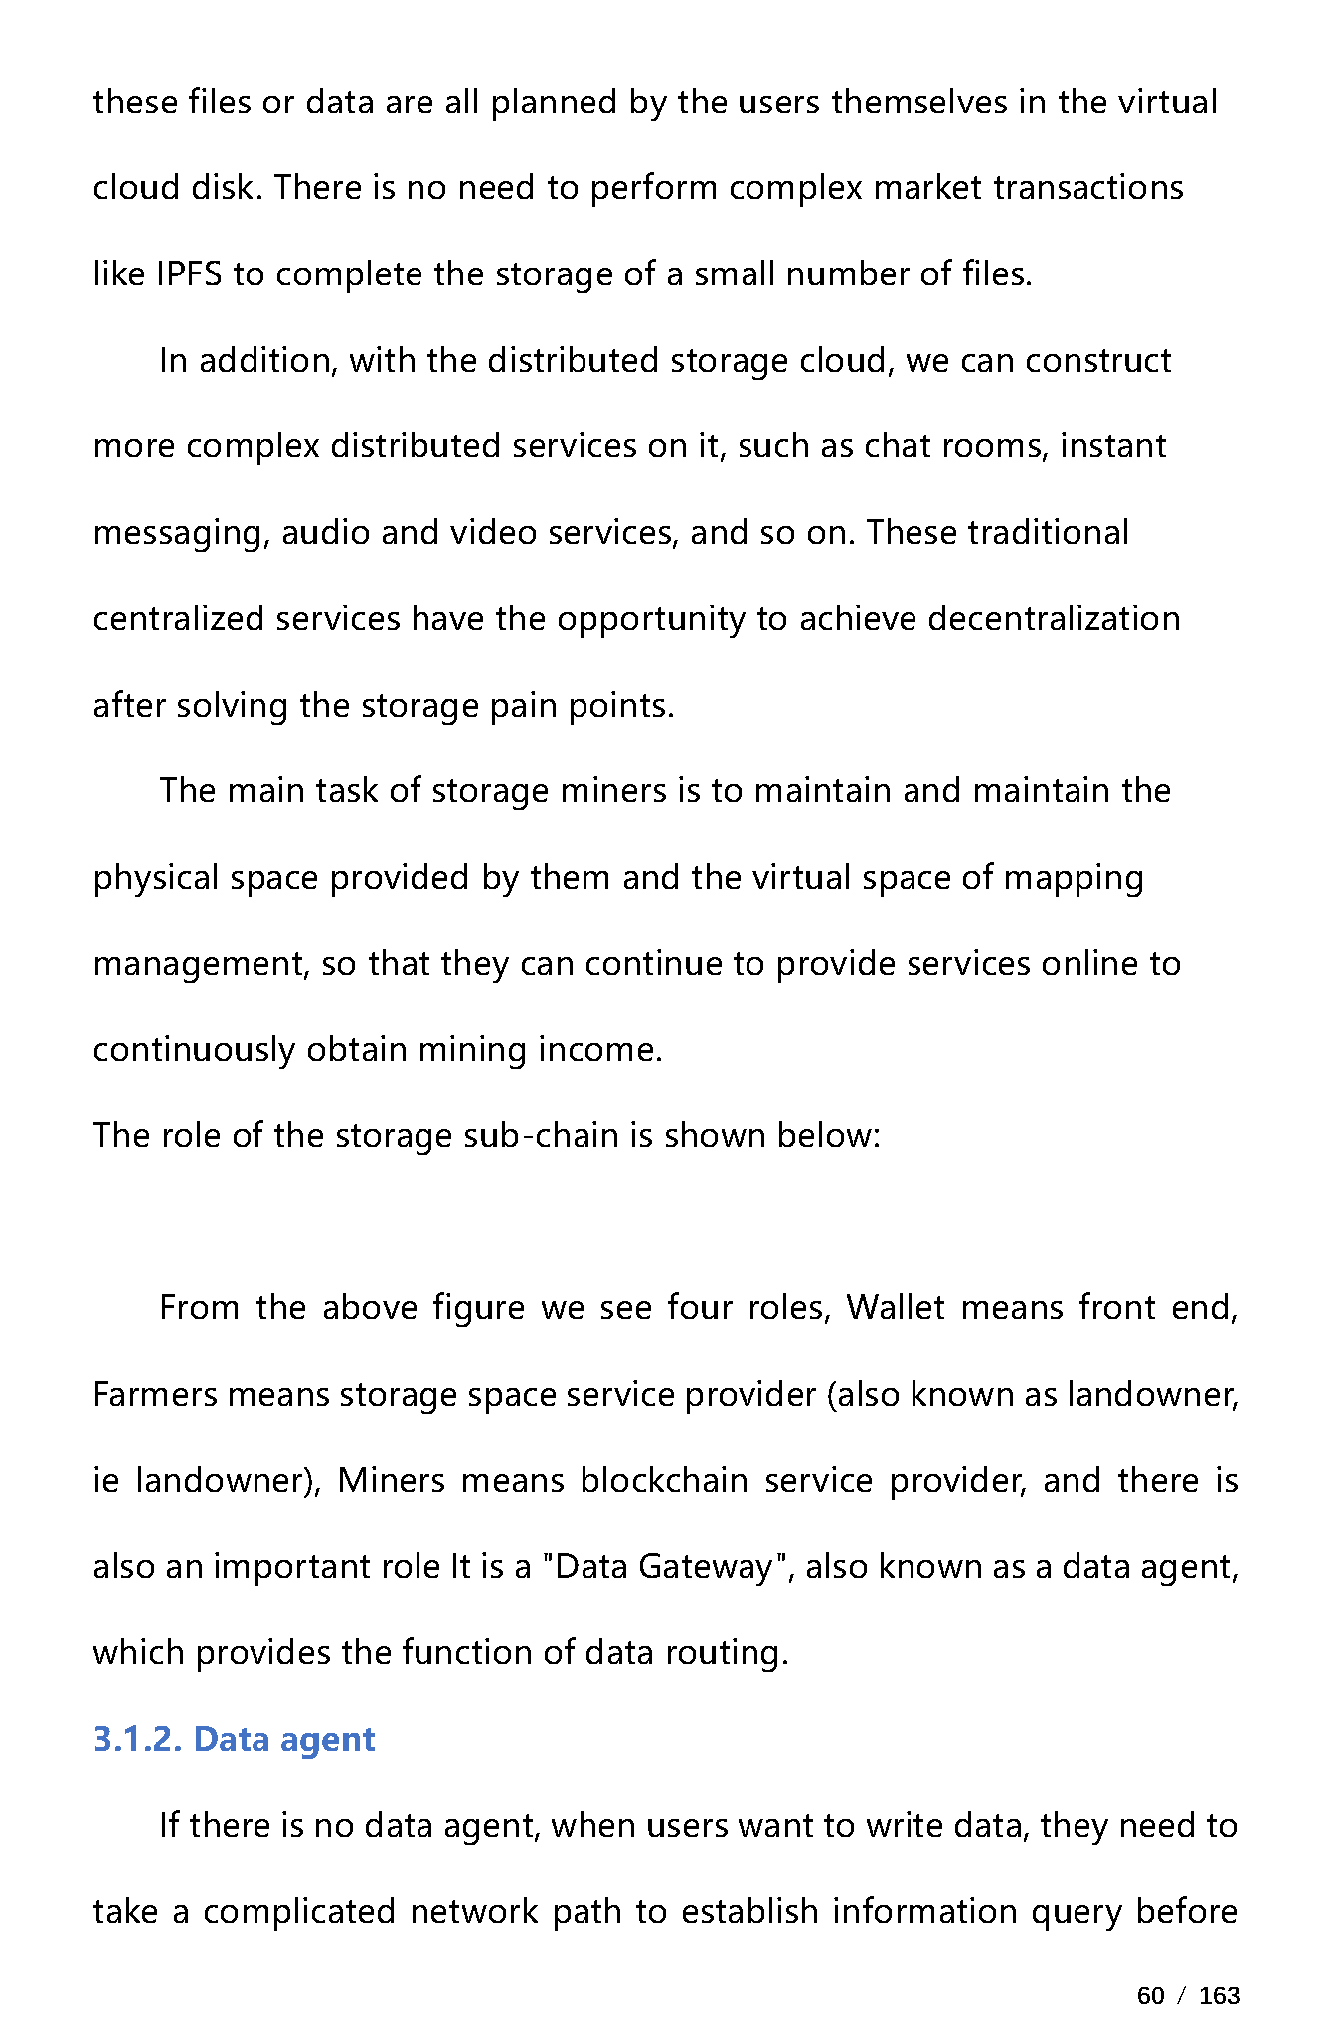 these files or data are all planned by the users themselves in the virtual
cloud disk. There is no need to perform complex market transactions
like IPFS to complete the storage of a small number of files.
In addition, with the distributed storage cloud, we can construct
more complex distributed services on it, such as chat rooms, instant
messaging, audio and video services, and so on. These traditional
centralized services have the opportunity to achieve decentralization
after solving the storage pain points.
The main task of storage miners is to maintain and maintain the
physical space provided by them and the virtual space of mapping
management, so that they can continue to provide services online to
continuously obtain mining income.
The role of the storage sub-chain is shown below:
From the above figure we see four roles, Wallet means front end,
Farmers means storage space service provider (also known as landowner,
ie landowner), Miners means blockchain service provider, and there is
also an important role It is a "Data Gateway", also known as a data agent,
which provides the function of data routing.
3.1.2. Data agent
If there is no data agent, when users want to write data, they need to
take a complicated network path to establish information query before
60 / 163